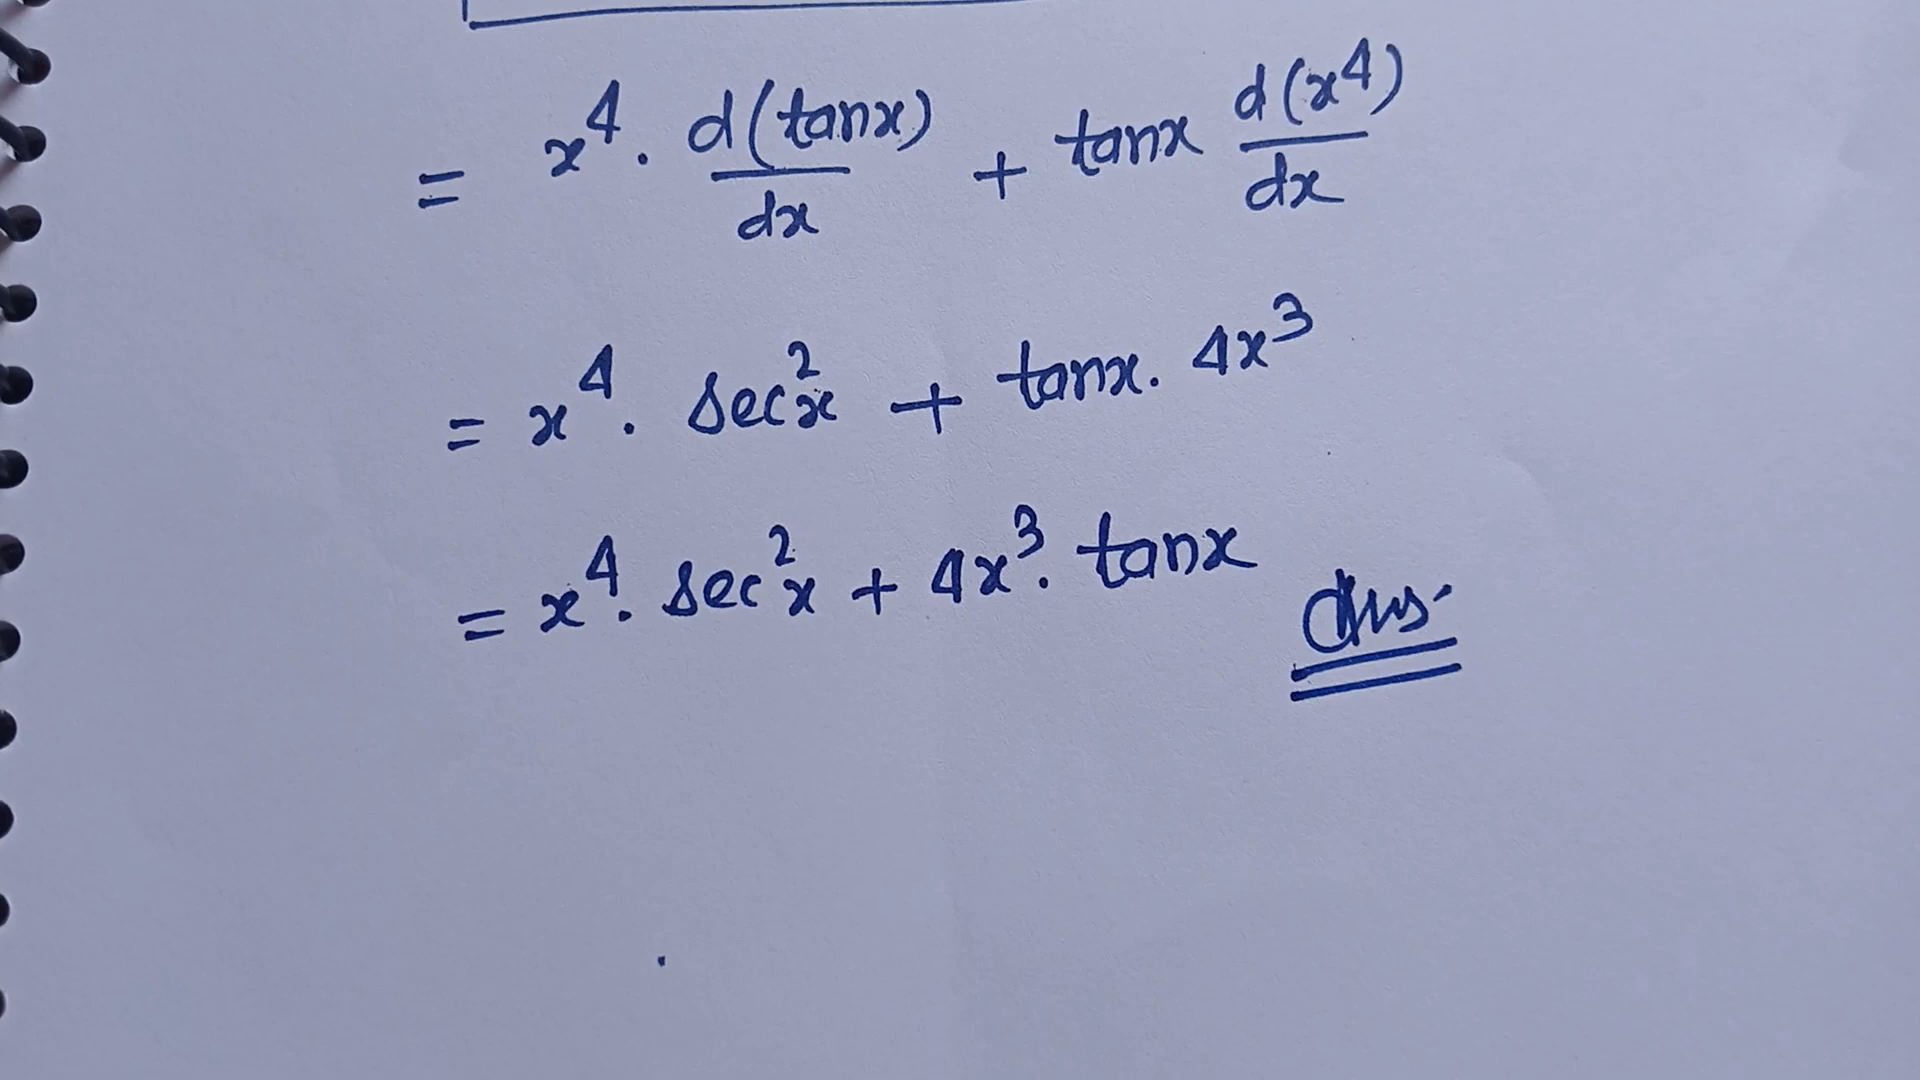 = x⁴. d(tanx)/dx + tanx d(x⁴)/dx
= x⁴. sec²x + tanx. 4x³
= x⁴. sec²x + 4x³. tanx Ans.